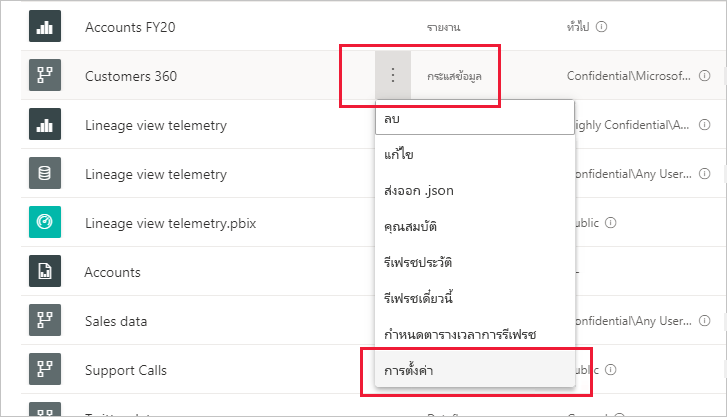 Accounts FY20 รายงาน ทั่วไป
Customers 360 กระแสข้อมูล Confidential\Microsof...
ลบ
Lineage view telemetry ighly Confidential\A...
แก้ไข
Lineage view telemetry nfidential\Any User...
ส่งออก .json
Lineage view telemetry.pbix ublic
คุณสมบัติ
รีเฟรชประวัติ
Accounts
รีเฟรชเดี๋ยวนี้
Sales data nfidential\Any User...
กำหนดตารางเวลาการรีเฟรช
Support Calls blic
การตั้งค่า